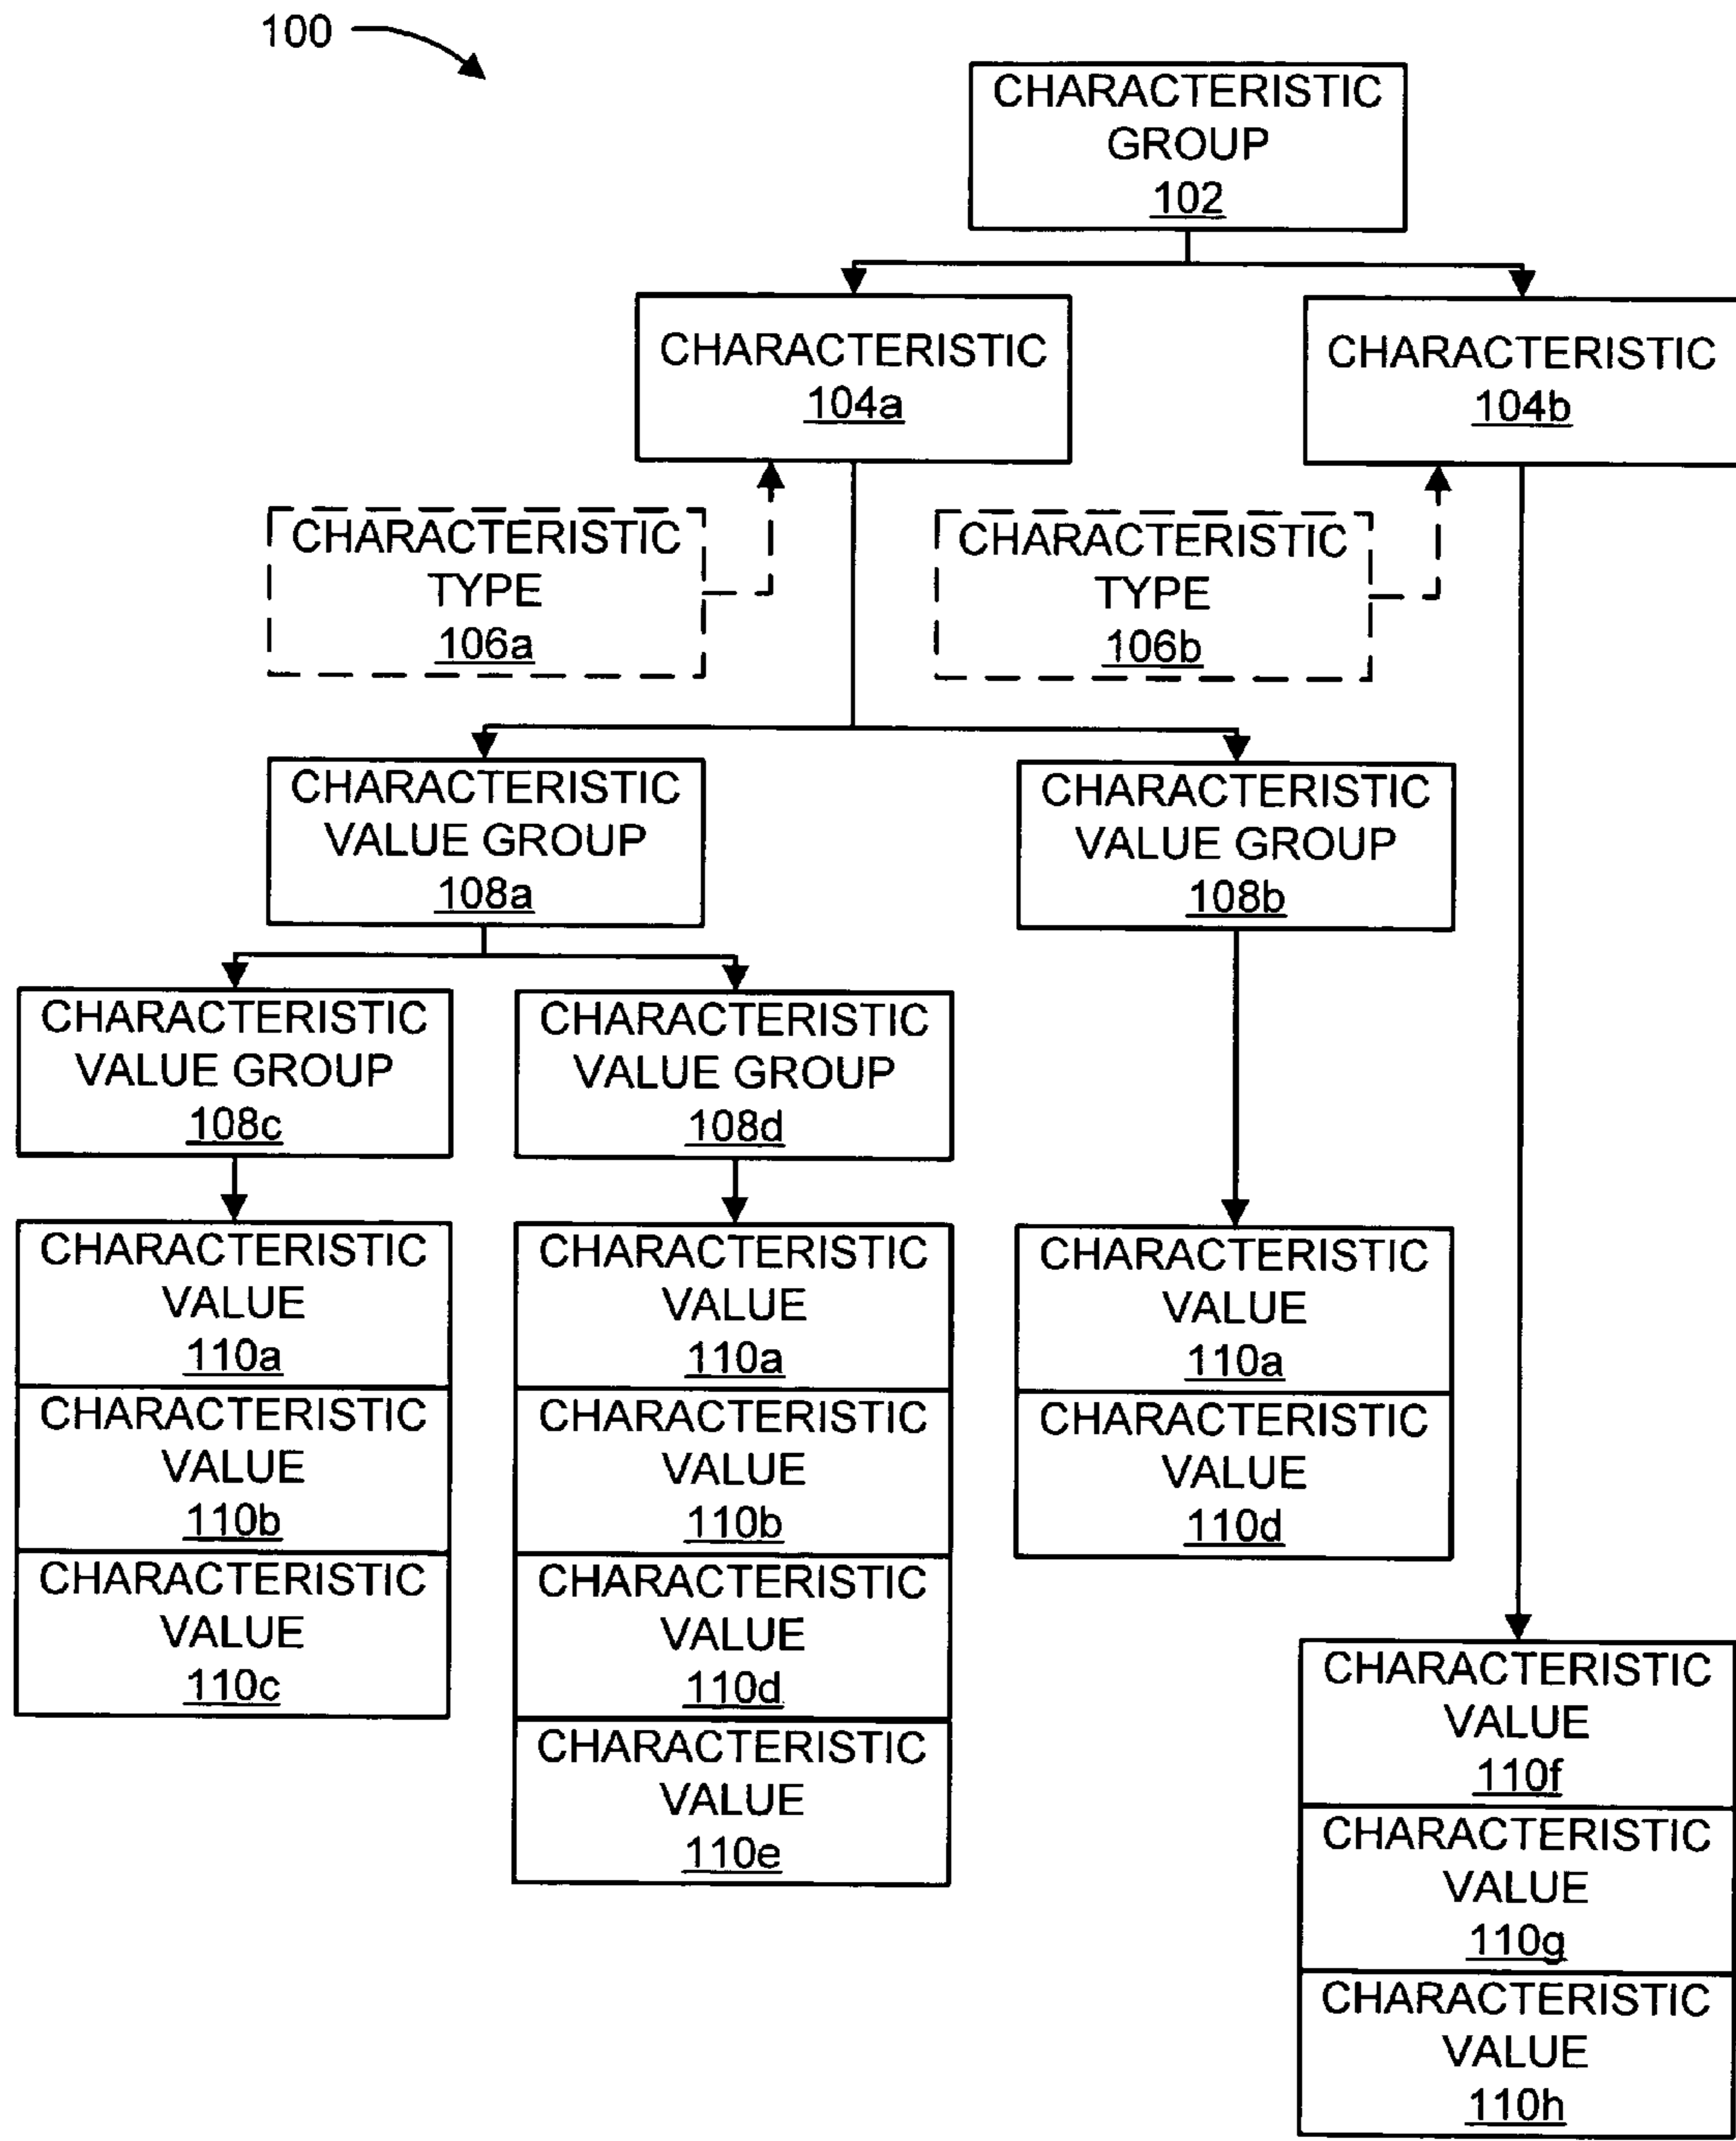 100
CHARACTERISTIC
GROUP
102
CHARACTERISTIC
104a
CHARACTERISTIC
104b
CHARACTERISTIC
TYPE
106a
CHARACTERISTIC
TYPE
106b
CHARACTERISTIC
VALUE GROUP
108a
CHARACTERISTIC
VALUE GROUP
108b
CHARACTERISTIC
VALUE GROUP
108c
CHARACTERISTIC
VALUE GROUP
108d
CHARACTERISTIC
VALUE
110a
CHARACTERISTIC
VALUE
110b
CHARACTERISTIC
VALUE
110c
CHARACTERISTIC
VALUE
110a
CHARACTERISTIC
VALUE
110b
CHARACTERISTIC
VALUE
110d
CHARACTERISTIC
VALUE
110e
CHARACTERISTIC
VALUE
110a
CHARACTERISTIC
VALUE
110d
CHARACTERISTIC
VALUE
110f
CHARACTERISTIC
VALUE
110g
CHARACTERISTIC
VALUE
110h